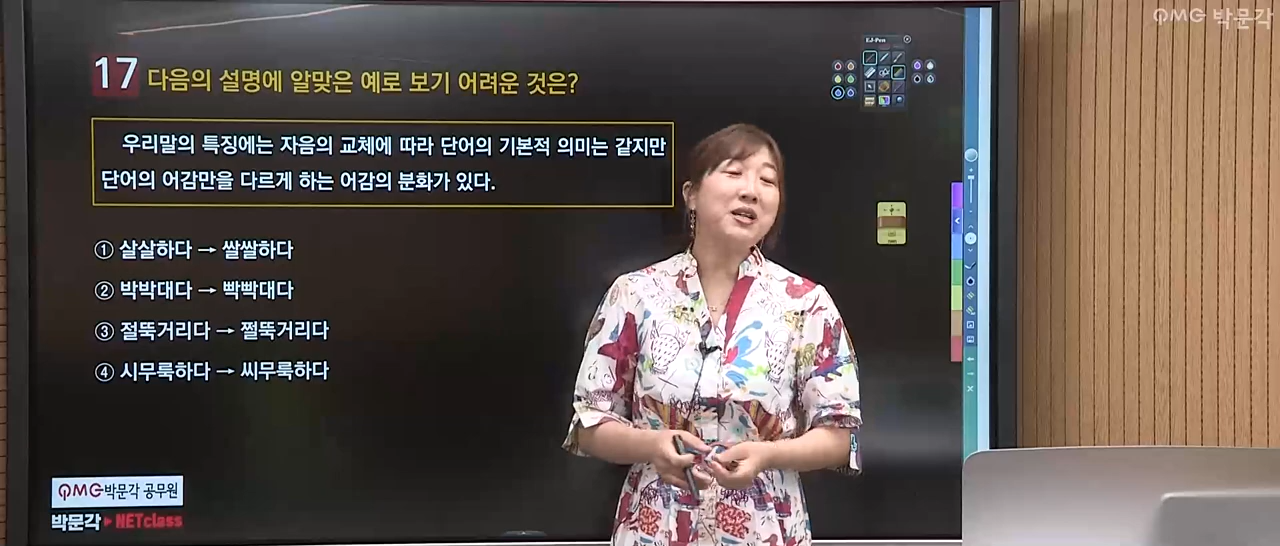 QMG 박문각
EJ-Pen
17 다음의 설명에 알맞은 예로 보기 어려운 것은?
우리말의 특징에는 자음의 교체에 따라 단어의 기본적 의미는 같지만
단어의 어감만을 다르게 하는 어감의 분화가 있다.
① 살살하다 → 쌀쌀하다
② 박박대다 → 빡빡대다
③ 절뚝거리다 → 쩔뚝거리다
④ 시무룩하다 → 씨무룩하다
QMG 박문각 공무원
박문각 ▶ NETclass